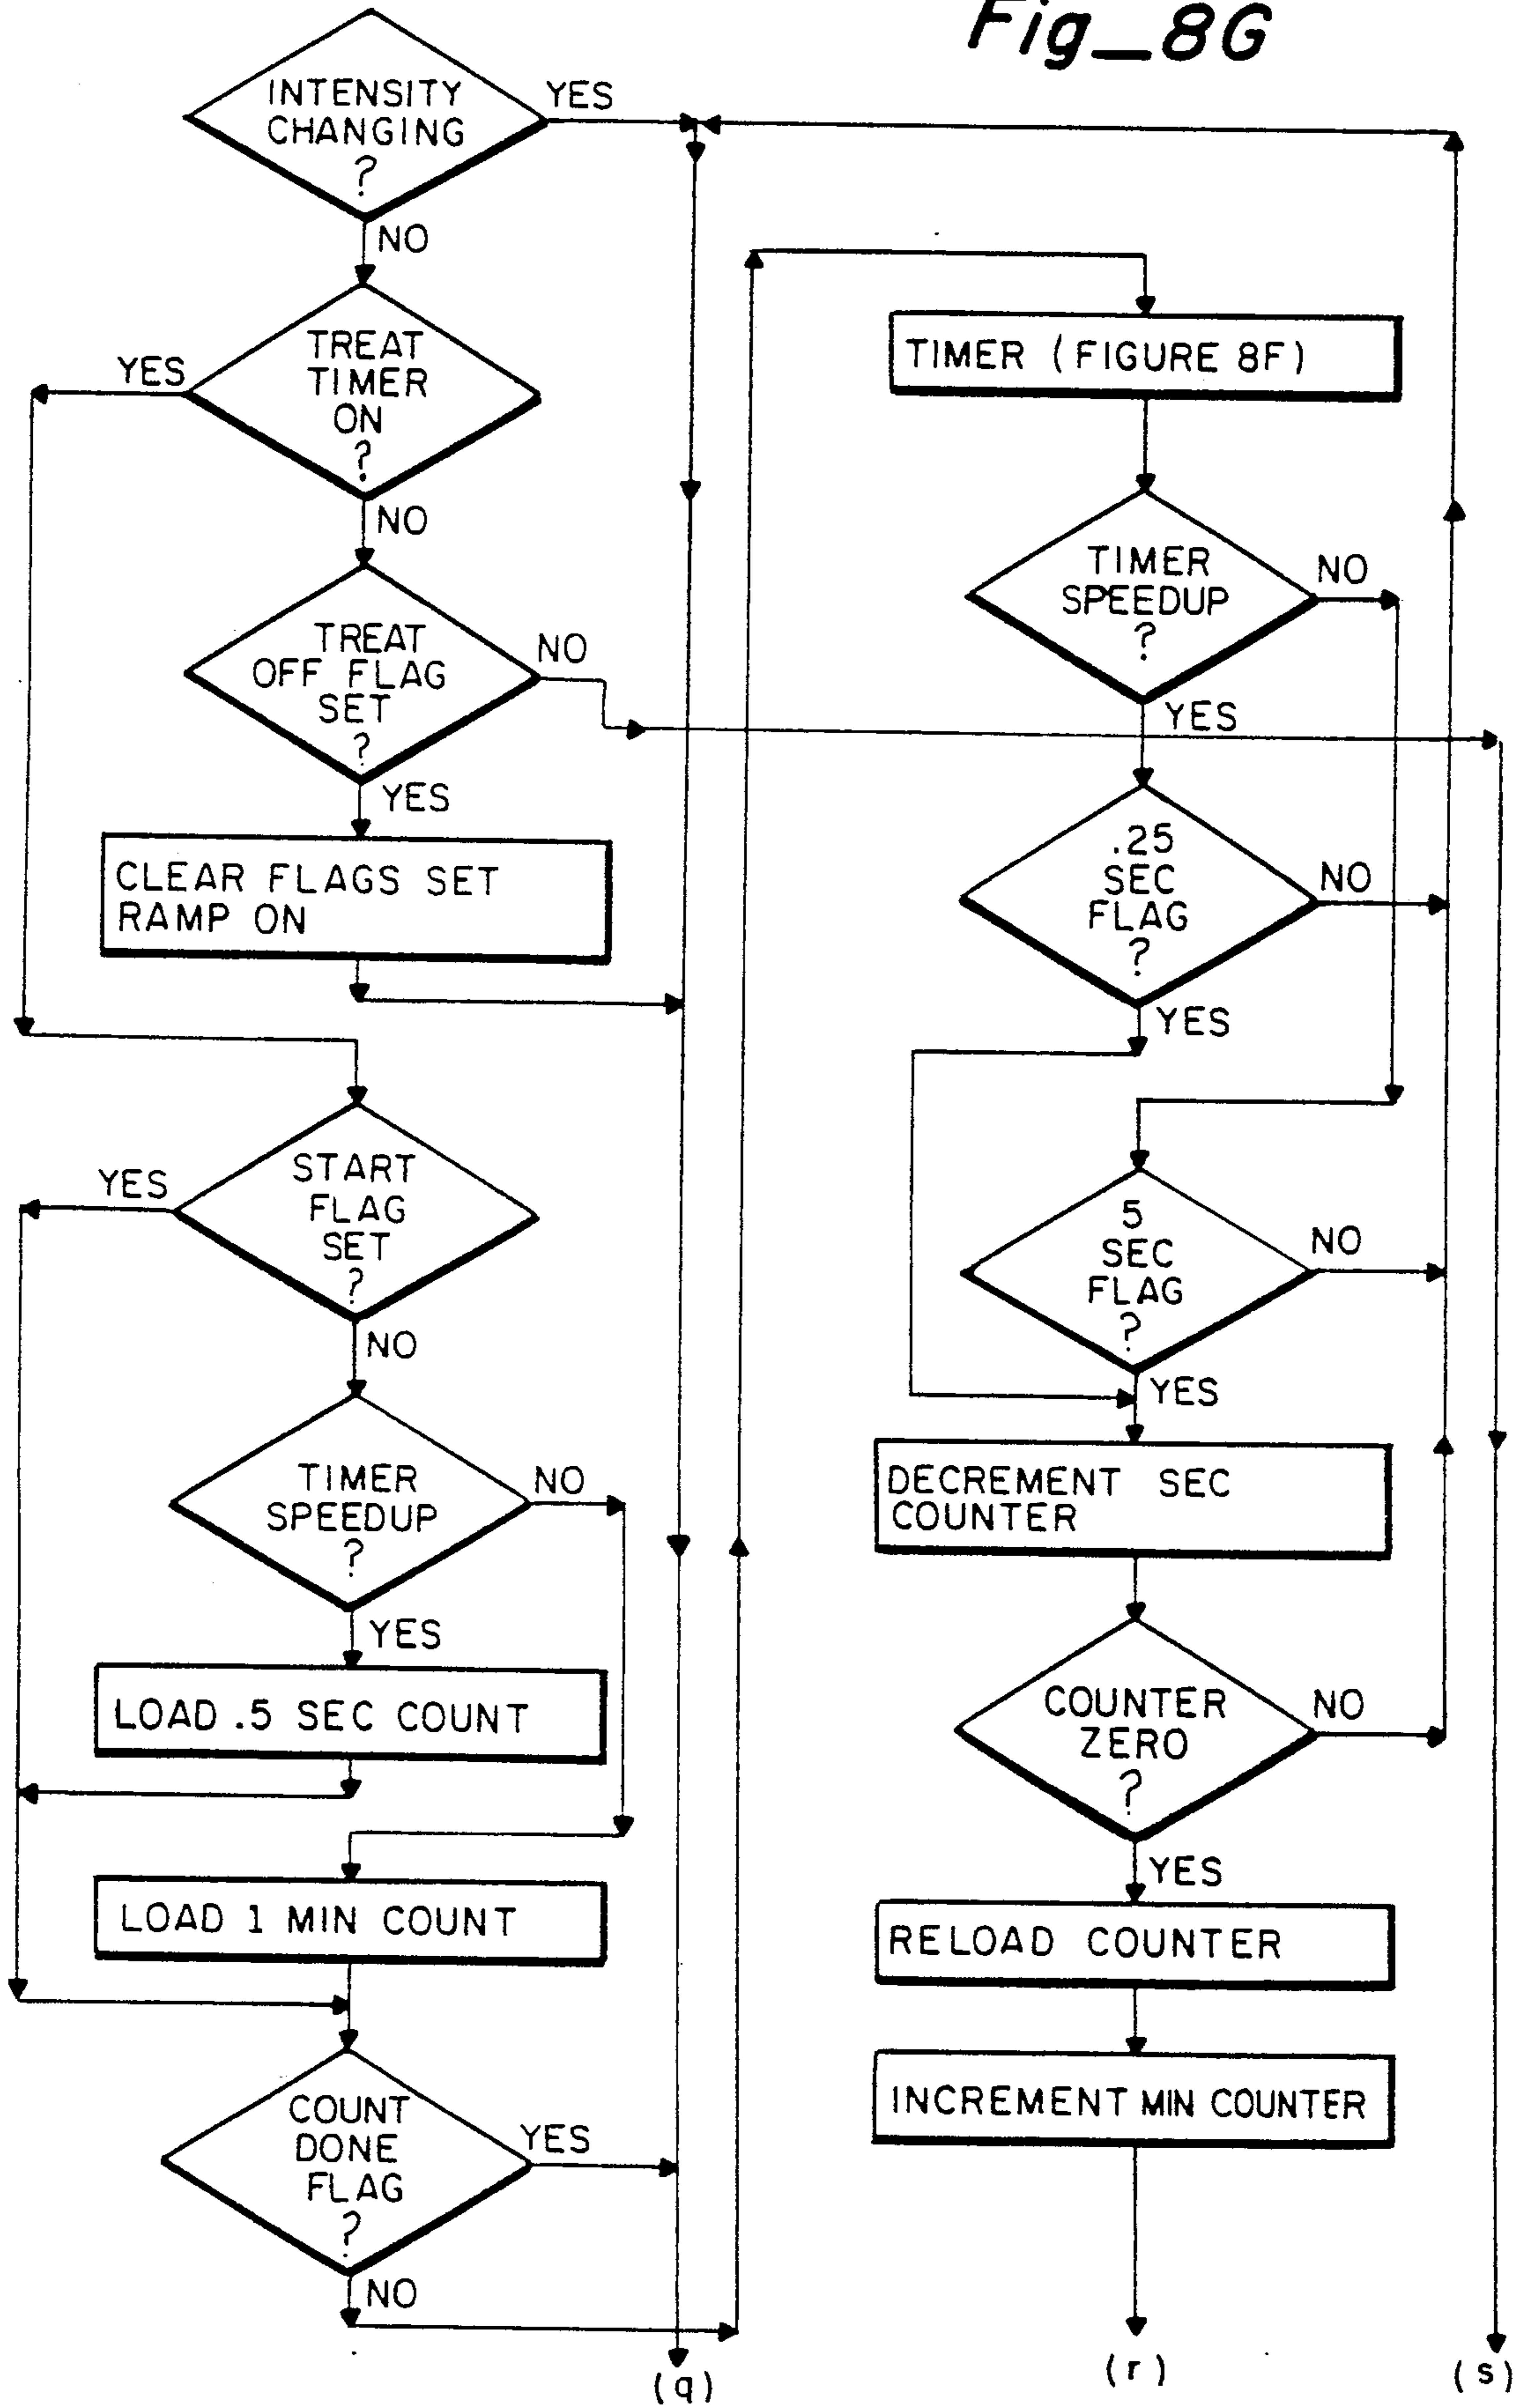 Fig_8G
INTENSITY
CHANGING
?
YES
NO
TREAT
TIMER
ON
?
YES
NO
TREAT
OFF FLAG
SET
?
NO
YES
CLEAR FLAGS SET
RAMP ON
START
FLAG
SET
?
YES
NO
TIMER
SPEEDUP
?
NO
YES
LOAD .5 SEC COUNT
LOAD 1 MIN COUNT
COUNT
DONE
FLAG
?
YES
NO
(q)
TIMER (FIGURE 8F)
TIMER
SPEEDUP
?
NO
YES
.25
SEC
FLAG
?
NO
YES
5
SEC
FLAG
?
NO
YES
DECREMENT SEC
COUNTER
COUNTER
ZERO
?
NO
YES
RELOAD COUNTER
INCREMENT MIN COUNTER
(r)
(s)